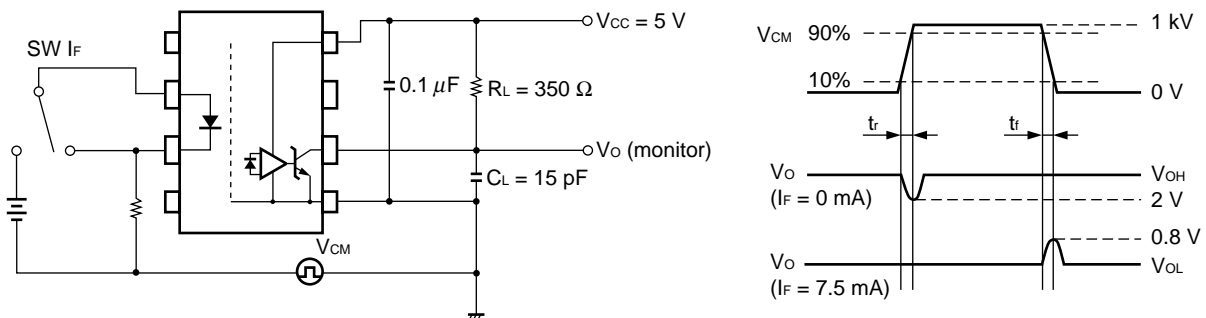 SW IF
VCC = 5 V
0.1 μF
RL = 350 Ω
VO (monitor)
CL = 15 pF
VCM
VCM 90%
1 kV
10%
0 V
tr
tf
VO
(IF = 0 mA)
VOH
2 V
0.8 V
VO
(IF = 7.5 mA)
VOL